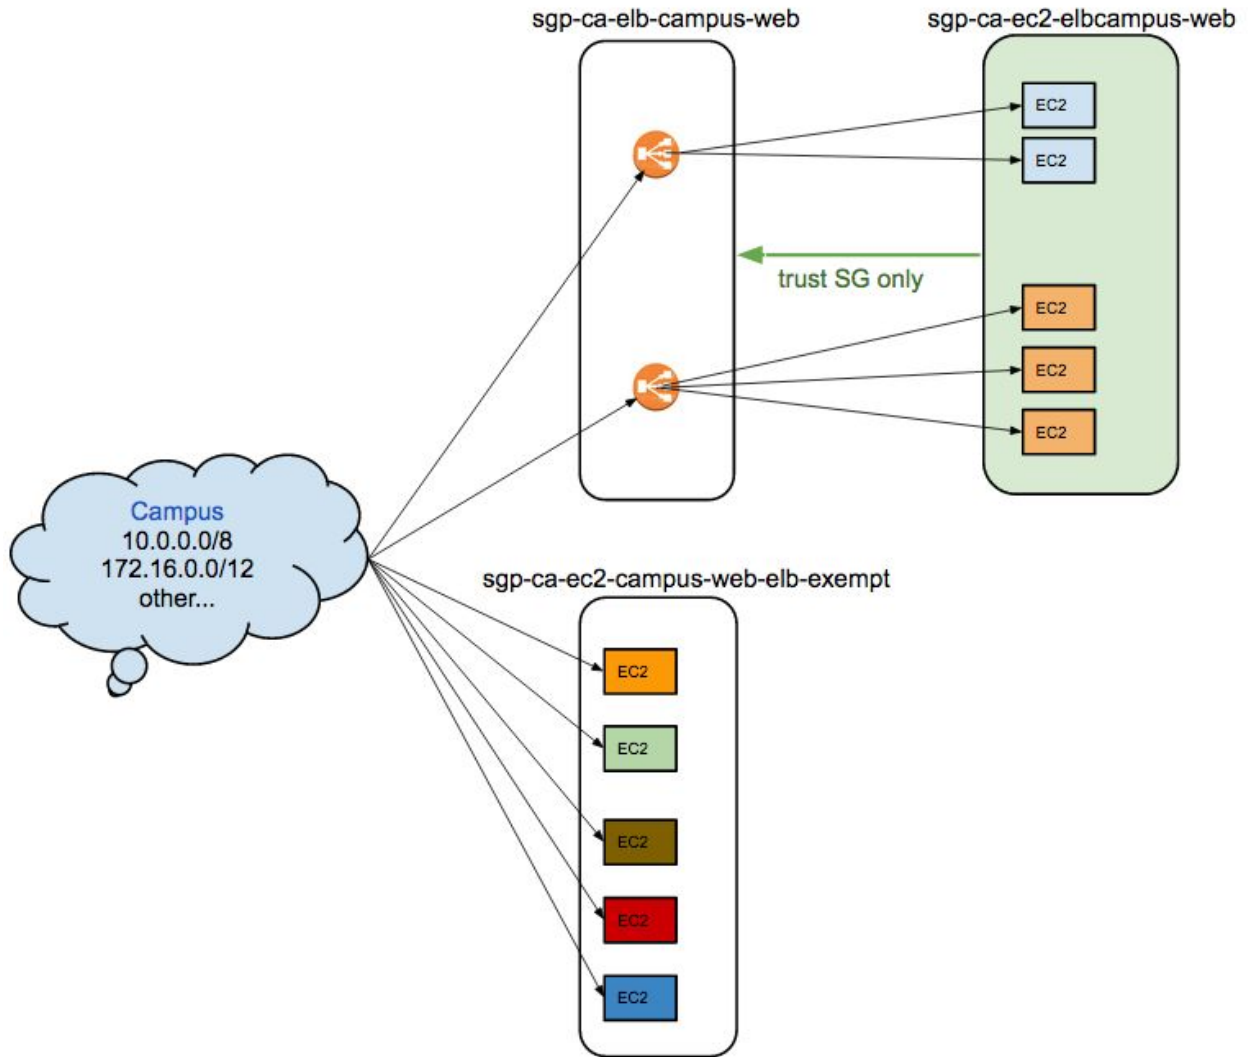 sgp-ca-elb-campus-web
sgp-ca-ec2-elbcampus-web
EC2
EC2
trust SG only
EC2
EC2
EC2
Campus
10.0.0.0/8
172.16.0.0/12
other...
sgp-ca-ec2-campus-web-elb-exempt
EC2
EC2
EC2
EC2
EC2